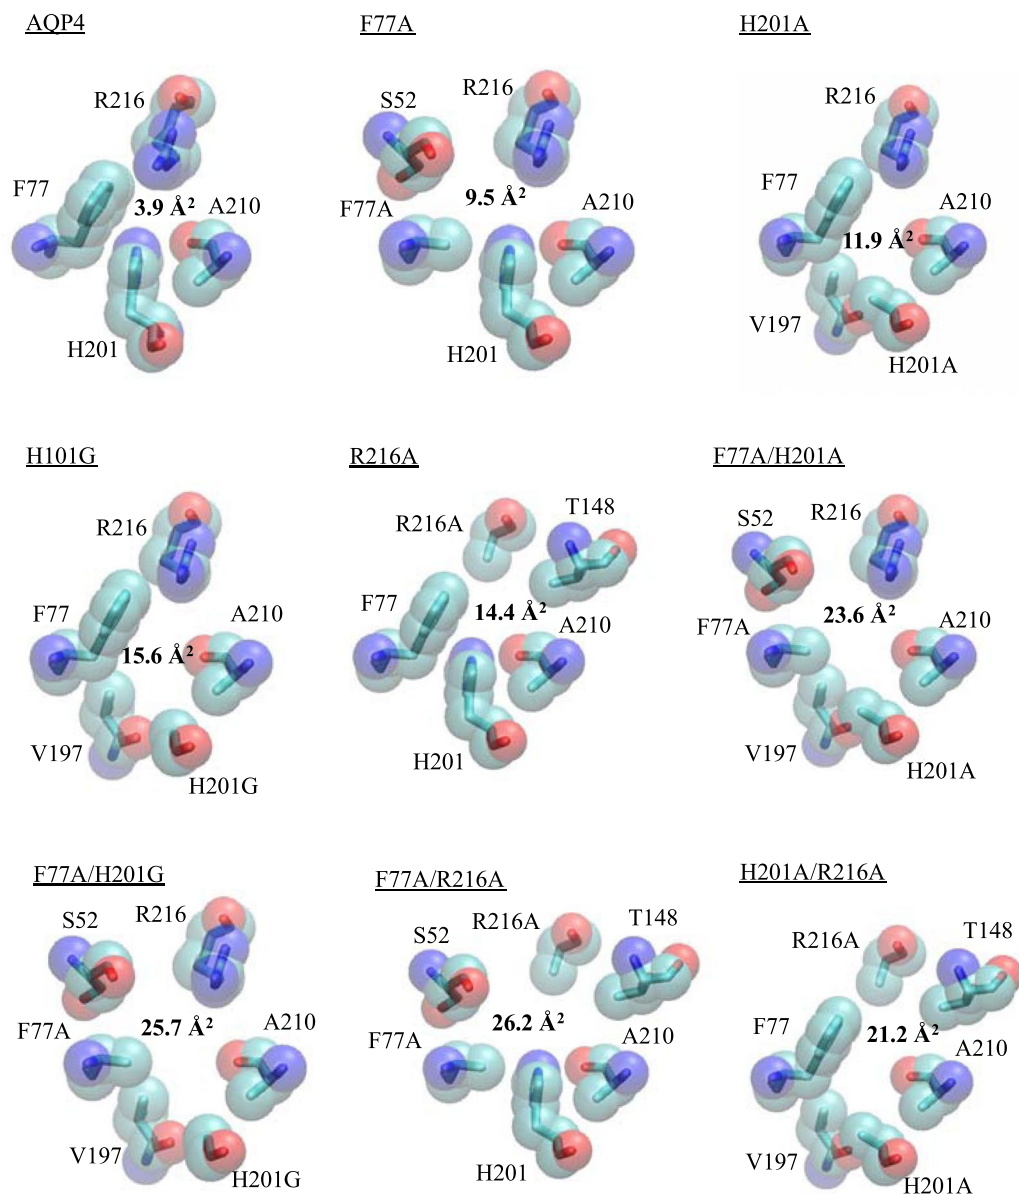 AQP4
R216
F77
3.9 Å²
A210
H201
F77A
S52
R216
F77A
9.5 Å²
A210
H201
H201A
R216
F77
A210
11.9 Å²
V197
H201A
H101G
R216
F77
A210
15.6 Å²
V197
H201G
R216A
T148
R216A
F77
14.4 Å²
A210
H201
F77A/H201A
S52
R216
23.6 Å²
F77A
A210
V197
H201A
F77A/H201G
S52
R216
F77A
25.7 Å²
A210
V197
H201G
F77A/R216A
S52
R216A
T148
F77A
26.2 Å²
A210
H201
H201A/R216A
R216A
T148
F77
21.2 Å²
A210
V197
H201A